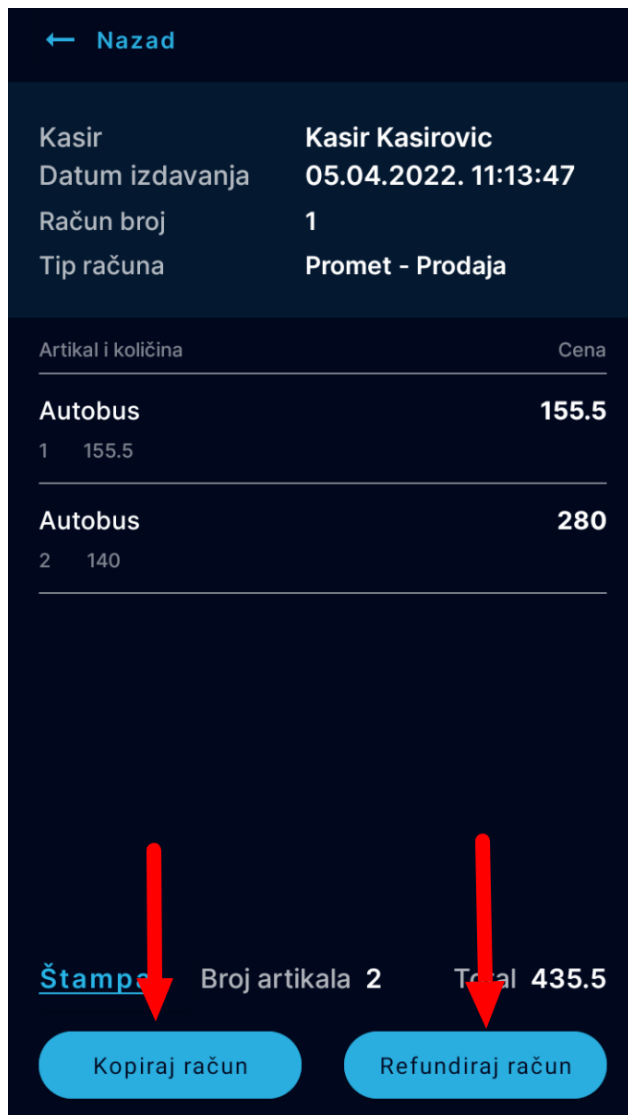 ← Nazad
Kasir Kasir Kasirovic
Datum izdavanja 05.04.2022. 11:13:47
Račun broj 1
Tip računa Promet - Prodaja
Artikal i količina Cena
Autobus 155.5
1 155.5
Autobus 280
2 140
Štampa Broj artikala 2 Total 435.5
Kopiraj račun Refundiraj račun